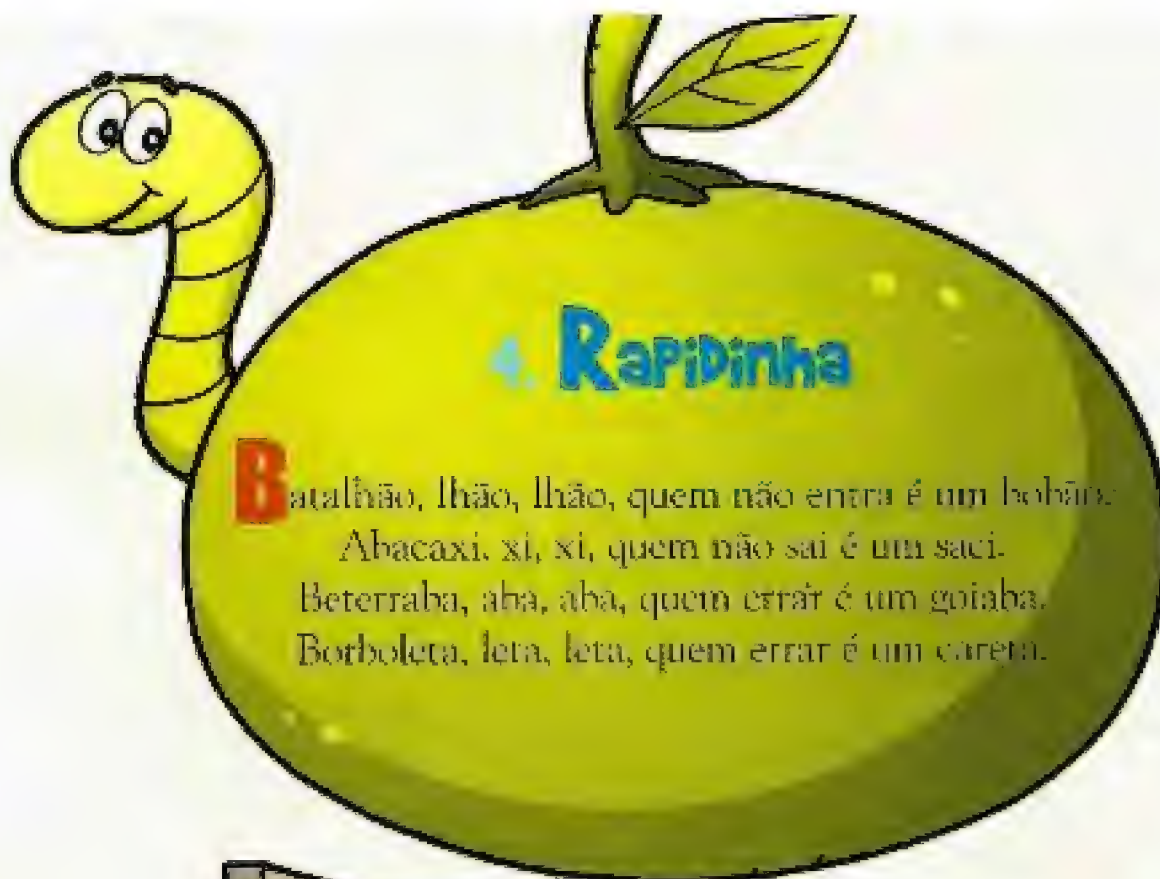 4. Rapidinha
Batalhão, lhão, lhão, quem não entra é um bobão.
Abacaxi, xi, xi, quem não sai é um saci.
Beterraba, aba, aba, quem errar é um goiaba.
Borboleta, leta, leta, quem errar é um careta.